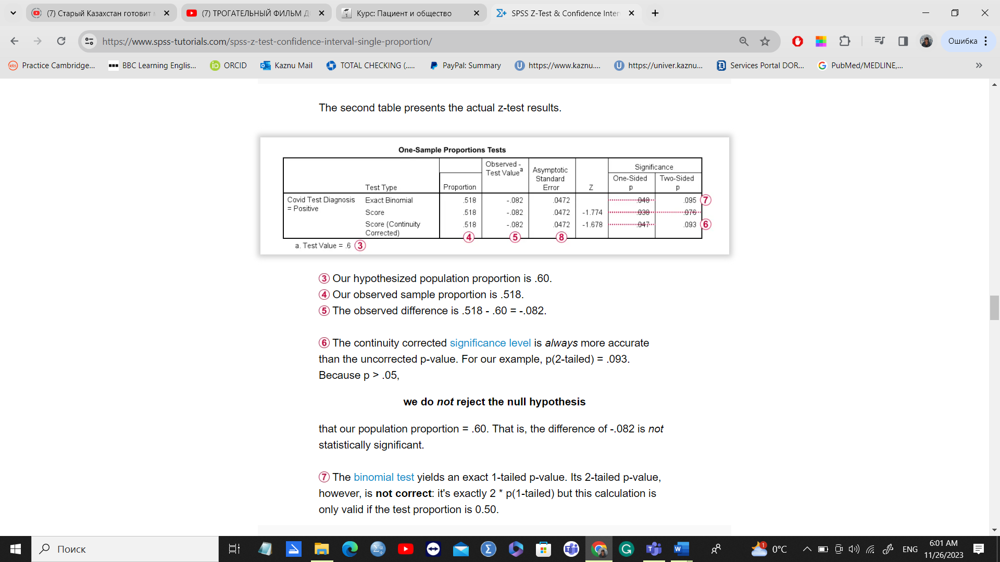 (7) Старый Казахстан готовит
(7) ТРОГАТЕЛЬНЫЙ ФИЛЬМ
Курс: Пациент и общество
SPSS Z-Test & Confidence Inter
https://www.spss-tutorials.com/spss-z-test-confidence-interval-single-proportion/
Ошибка
Practice Cambridge...
BBC Learning Englis...
iD ORCID
Kaznu Mail
TOTAL CHECKING (.....
PayPal: Summary
https://www.kaznu....
https://univer.kaznu...
Services Portal DOR...
PubMed/MEDLINE,...
The second table presents the actual z-test results.
One-Sample Proportions Tests
Test Type Proportion Observed - Test Valueᵃ Asymptotic Standard Error Z Significance One-Sided p Two-Sided p
Covid Test Diagnosis = Positive
Exact Binomial .518 -.082 .0472 .048 .095 7
Score .518 -.082 .0472 -1.774 .038 .076
Score (Continuity Corrected) .518 -.082 .0472 -1.678 .047 .093 6
4 5 8
a. Test Value = .6 3
3 Our hypothesized population proportion is .60.
4 Our observed sample proportion is .518.
5 The observed difference is .518 - .60 = -.082.
6 The continuity corrected significance level is always more accurate
than the uncorrected p-value. For our example, p(2-tailed) = .093.
Because p > .05,
we do not reject the null hypothesis
that our population proportion = .60. That is, the difference of -.082 is not
statistically significant.
7 The binomial test yields an exact 1-tailed p-value. Its 2-tailed p-value,
however, is not correct: it's exactly 2 * p(1-tailed) but this calculation is
only valid if the test proportion is 0.50.
Поиск
1
0°C
ENG
6:01 AM
11/26/2023